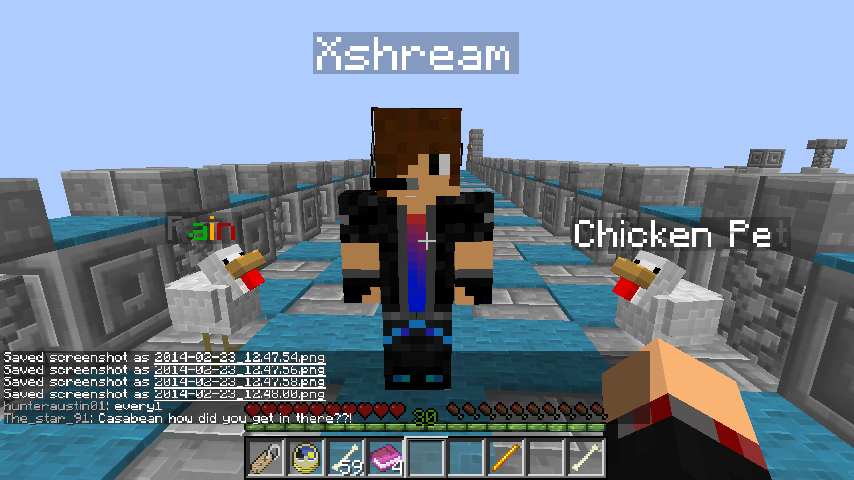 Xshream
Rain
Chicken Pet
Saved screenshot as 2014-02-23_12.47.54.png
Saved screenshot as 2014-02-23_12.47.56.png
Saved screenshot as 2014-02-23_12.47.58.png
Saved screenshot as 2014-02-23_12.48.00.png
hunteraustin01: every1
The_star_91: Casabean how did you get in there??!
30
59
4